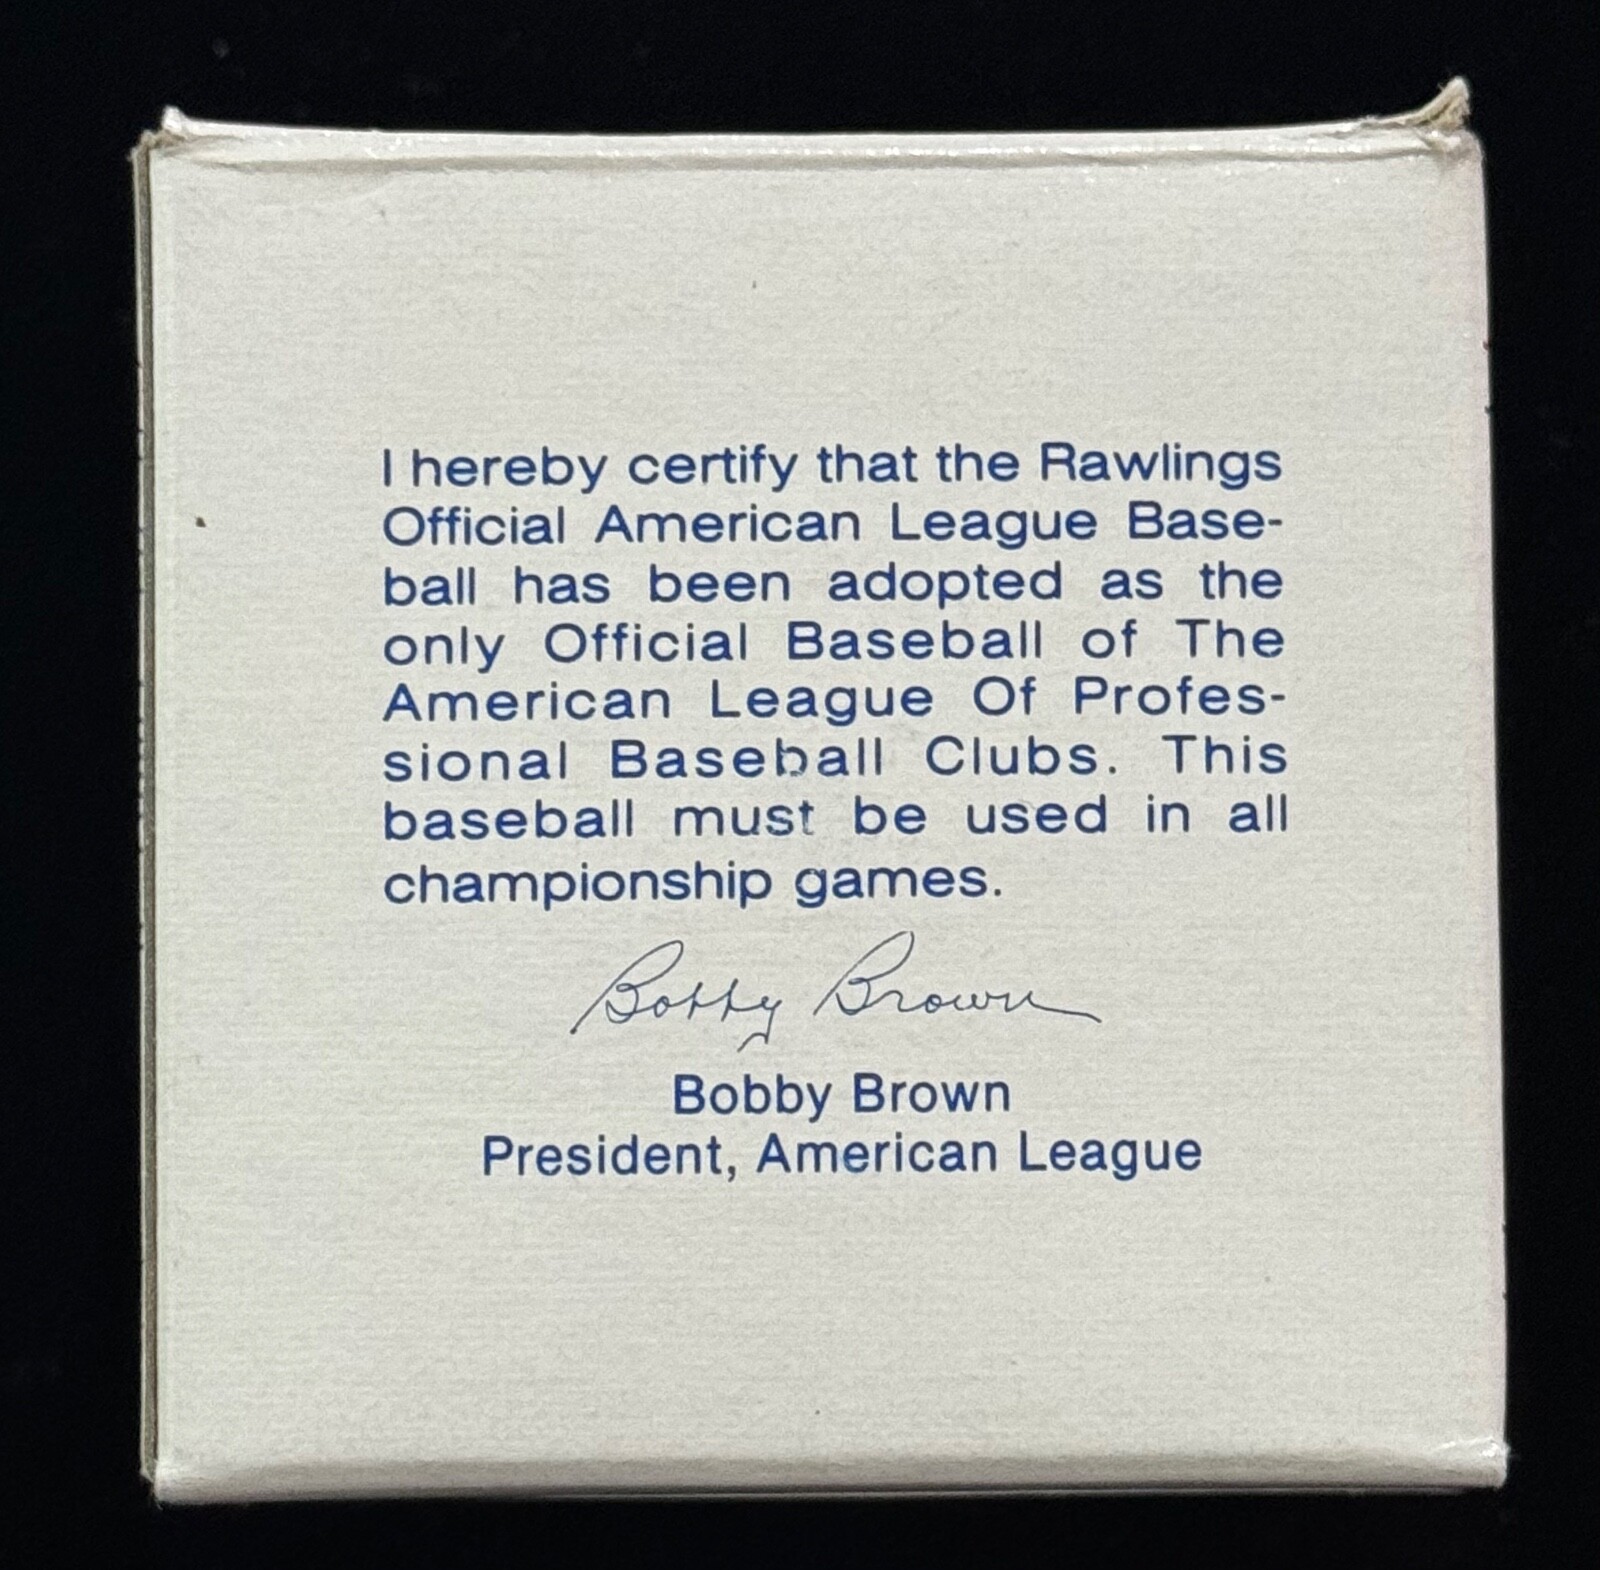 I hereby certify that the Rawlings
Official American League Base-
ball has been adopted as the
only Official Baseball of The
American League Of Profes-
sional Baseball Clubs. This
baseball must be used in all
championship games.
Bobby Brown
Bobby Brown
President, American League